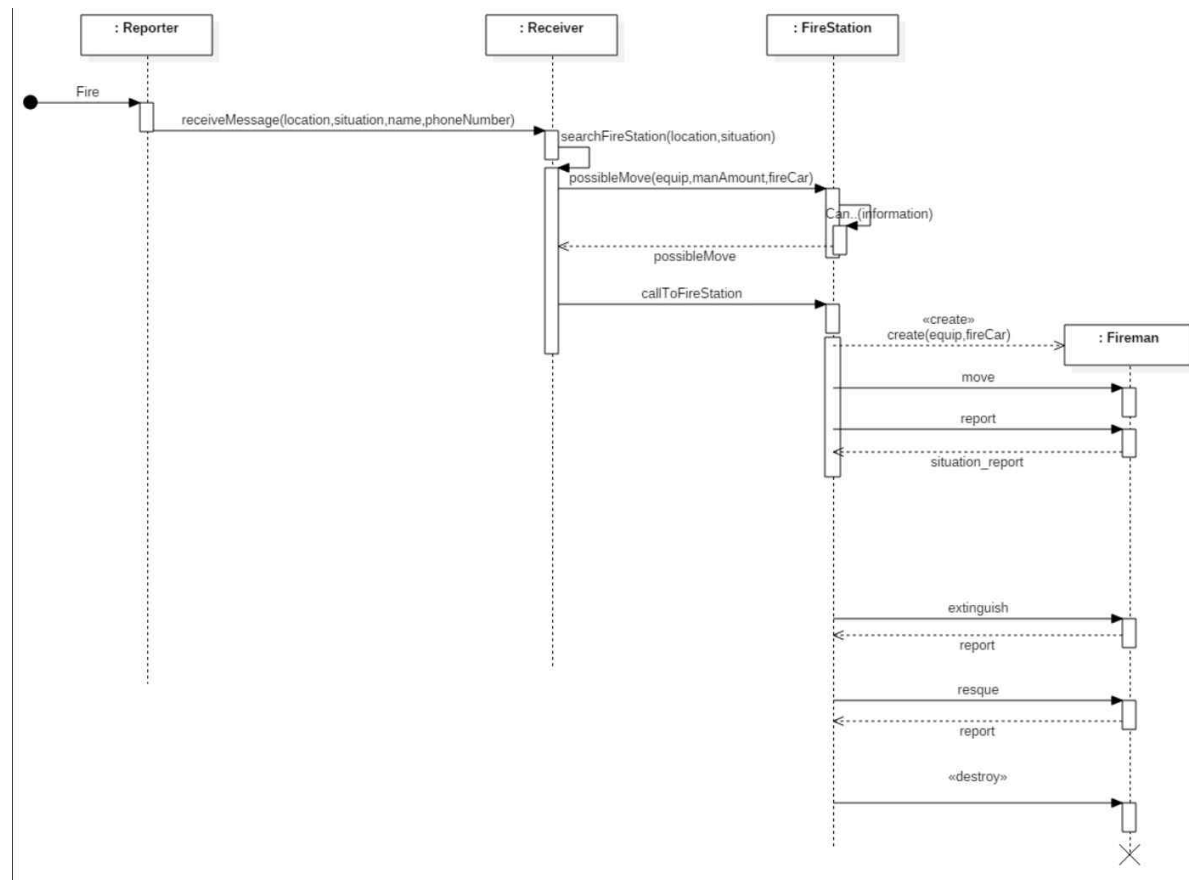 : Reporter
: Receiver
: FireStation
Fire
receiveMessage(location,situation,name,phoneNumber)
searchFireStation(location,situation)
possibleMove(equip,manAmount,fireCar)
Can..(information)
possibleMove
callToFireStation
«create»
create(equip,fireCar)
: Fireman
move
report
situation_report
extinguish
report
resque
report
«destroy»